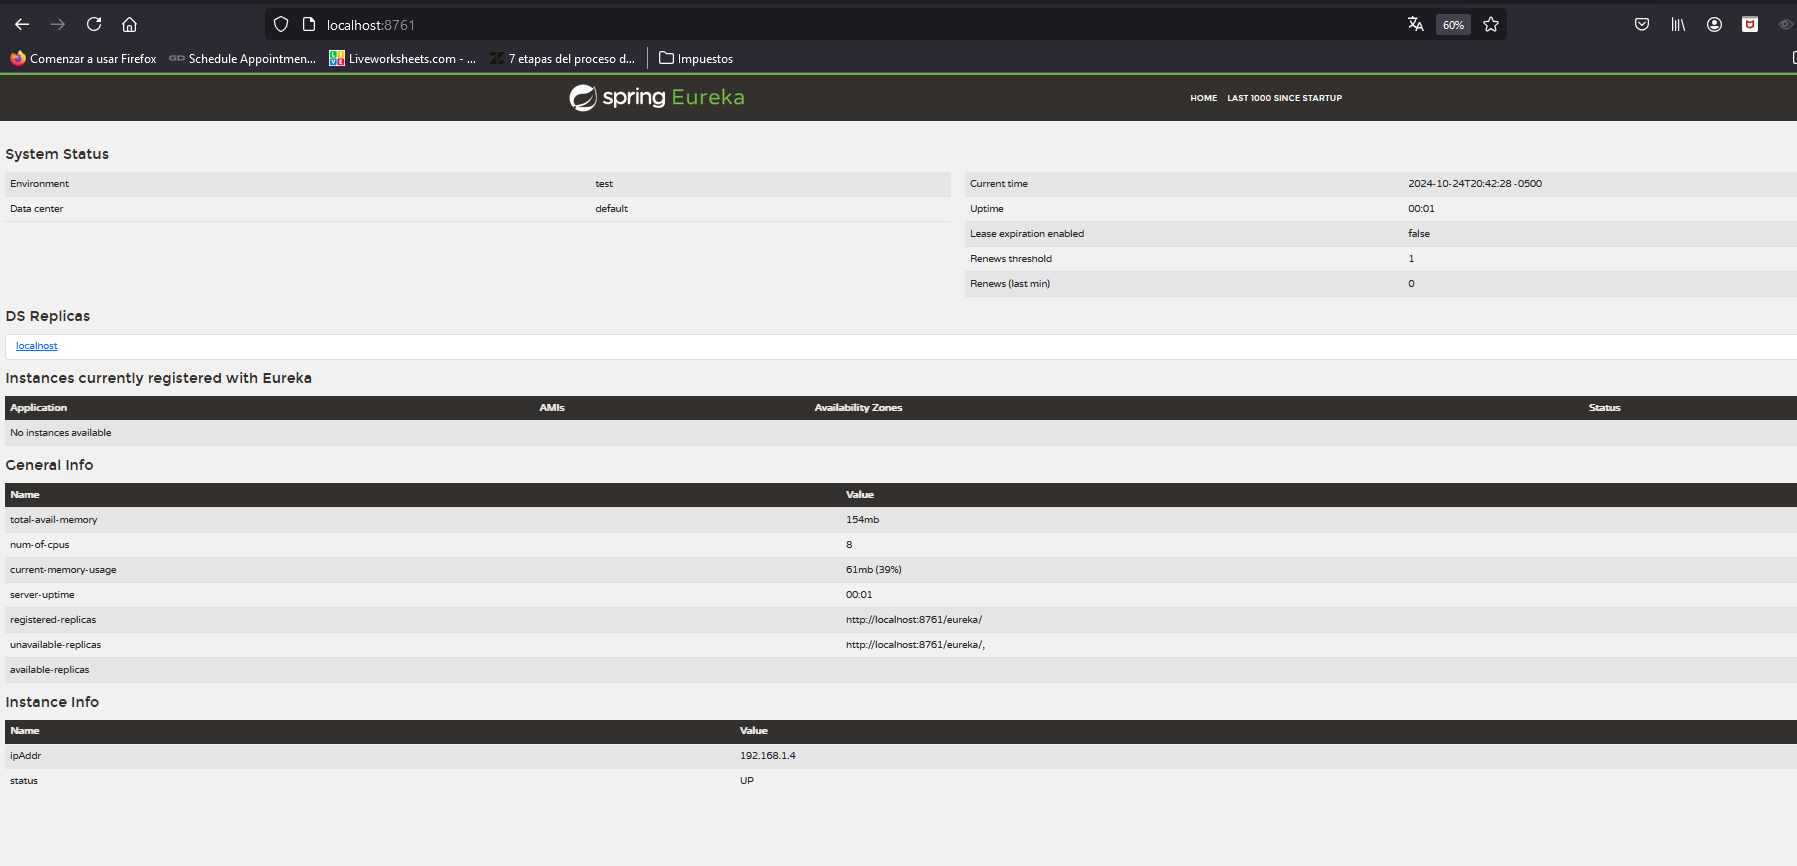 localhost:8761
60%
Comenzar a usar Firefox
Schedule Appointmen...
Liveworksheets.com - ...
7 etapas del proceso d...
Impuestos
spring Eureka
HOME LAST 1000 SINCE STARTUP
System Status
Environment test
Data center default
Current time 2024-10-24T20:42:28 -0500
Uptime 00:01
Lease expiration enabled false
Renews threshold 1
Renews (last min) 0
DS Replicas
localhost
Instances currently registered with Eureka
Application AMIs Availability Zones Status
No instances available
General Info
Name Value
total-avail-memory 154mb
num-of-cpus 8
current-memory-usage 61mb (39%)
server-uptime 00:01
registered-replicas http://localhost:8761/eureka/
unavailable-replicas http://localhost:8761/eureka/,
available-replicas
Instance Info
Name Value
ipAddr 192.168.1.4
status UP